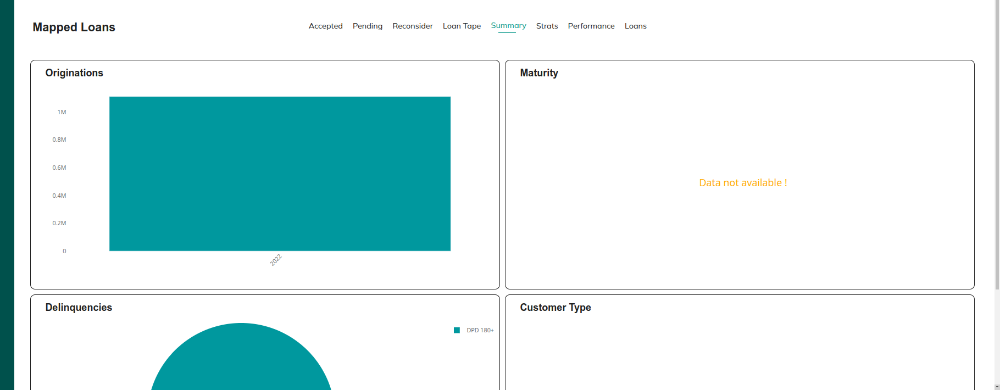 Mapped Loans
Accepted Pending Reconsider Loan Tape Summary Strats Performance Loans
Originations
1M
0.8M
0.6M
0.4M
0.2M
0
2022
Maturity
Data not available !
Delinquencies
DPD 180+
Customer Type